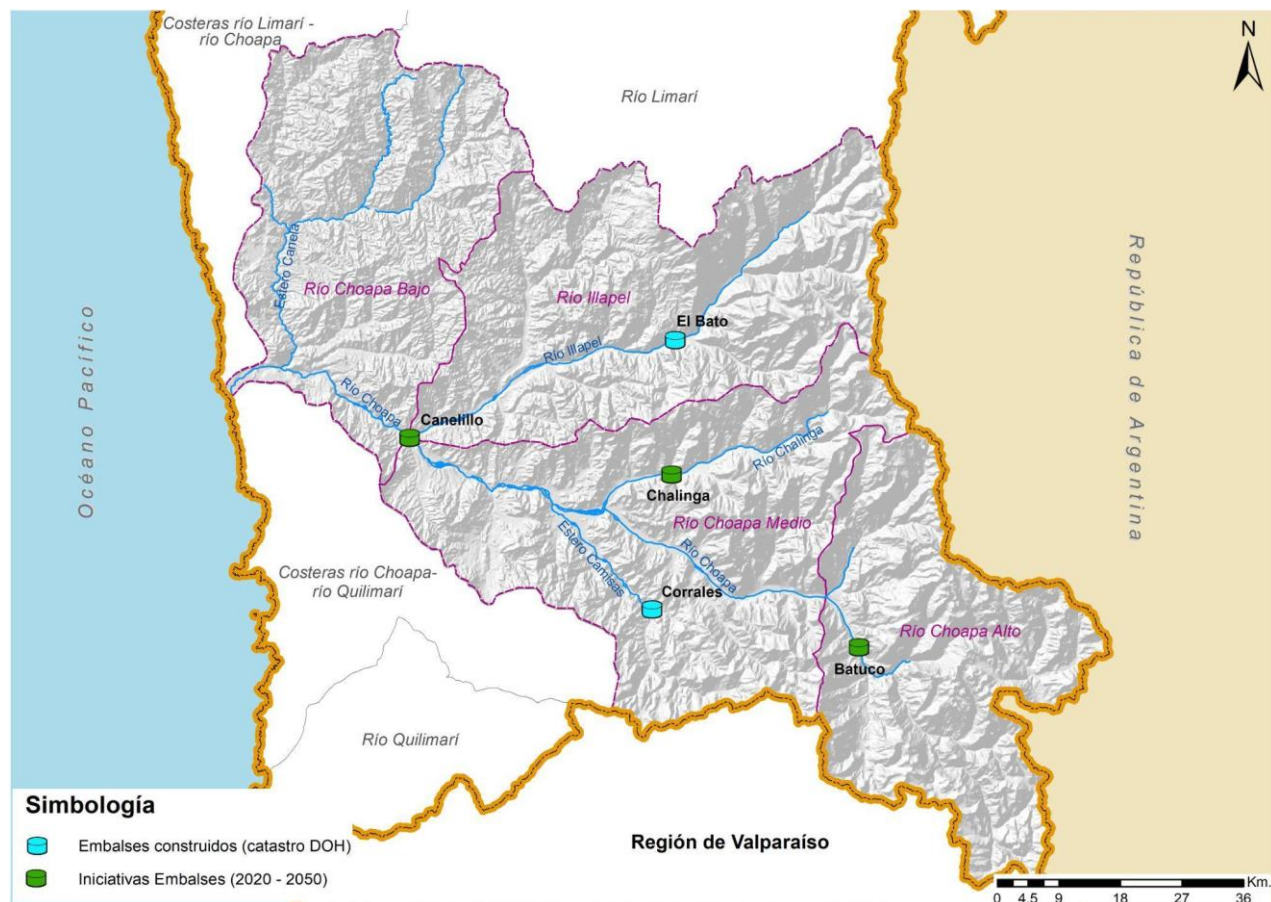 Costeras río Limarí -
río Choapa
N
Río Limarí
Estero Canela
Río Choapa Bajo
Río Illapel
El Bato
Río Illapel
República de Argentina
Océano Pacífico
Río Choapa
Canelillo
Río Chalinga
Chalinga
Río Choapa Medio
Río Choapa
Estero Camisas
Costeras río Choapa-
río Quilimarí
Corrales
Río Choapa Alto
Batuco
Río Quilimarí
Simbología
Embalses construidos (catastro DOH)
Iniciativas Embalses (2020 - 2050)
Región de Valparaíso
Km.
0 4.5 9 18 27 36